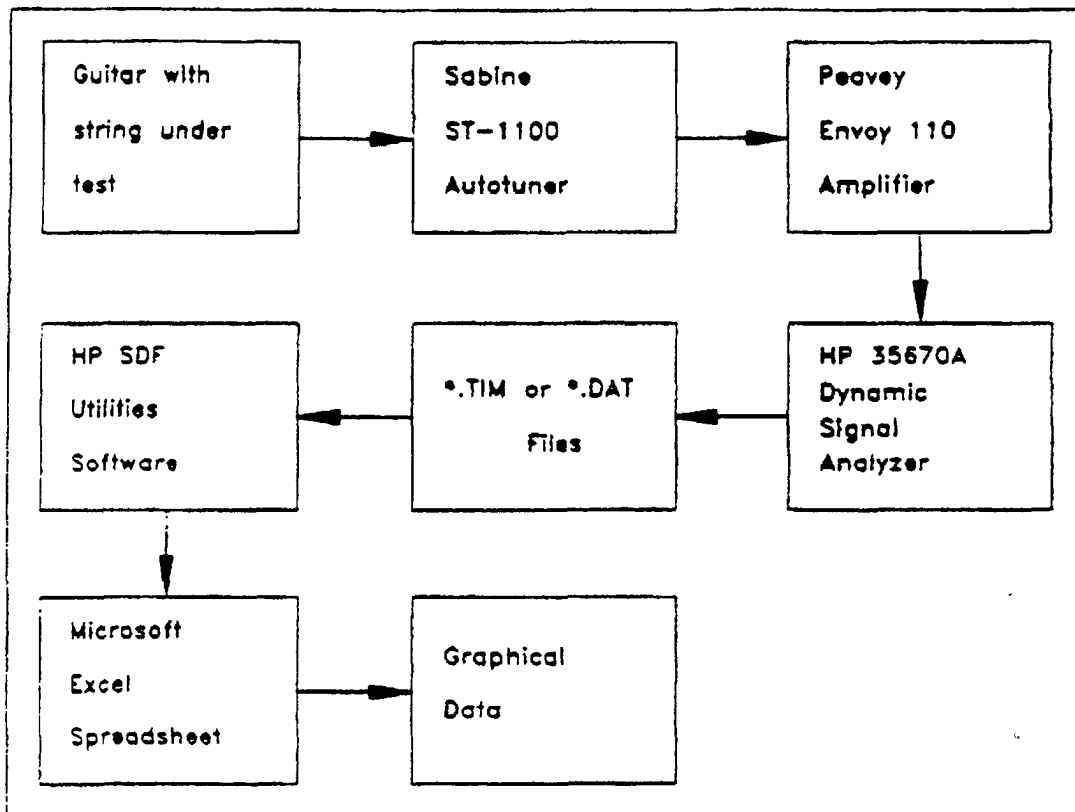 Guitar with
string under
test
Sabine
ST-1100
Autotuner
Peavey
Envoy 110
Amplifier
HP 35670A
Dynamic
Signal
Analyzer
*.TIM or *.DAT
Files
HP SDF
Utilities
Software
Microsoft
Excel
Spreadsheet
Graphical
Data